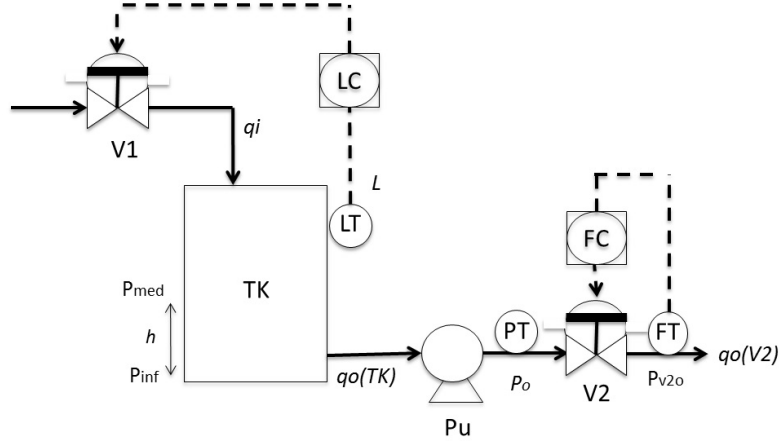 LC
qi
V1
L
LT
FC
Pmed
TK
h
PT
FT
qo(V2)
Pinf
qo(TK)
Po
Pv2o
V2
Pu